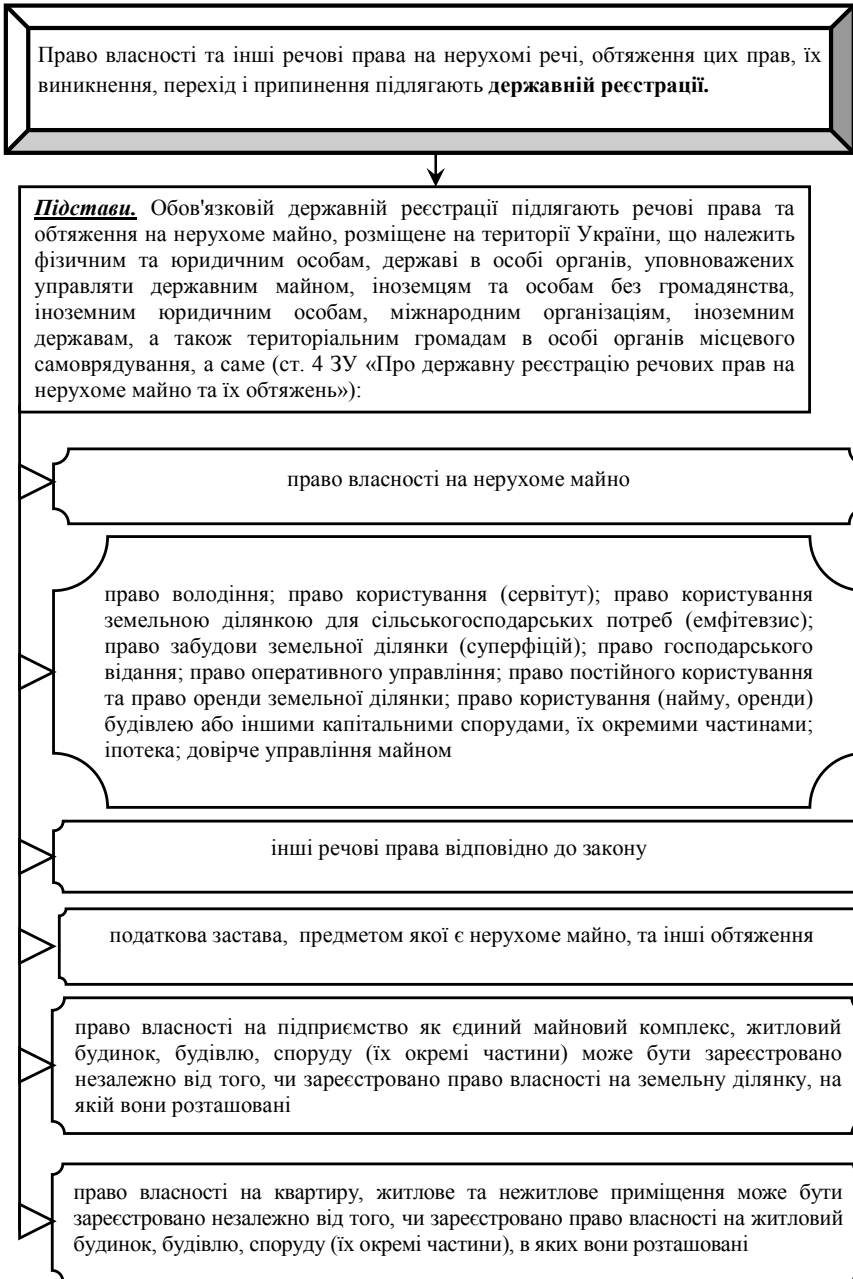 Право власності та інші речові права на нерухомі речі, обтяження цих прав, їх
виникнення, перехід і припинення підлягають державній реєстрації.
Підстави. Обов'язковій державній реєстрації підлягають речові права та
обтяження на нерухоме майно, розміщене на території України, що належить
фізичним та юридичним особам, державі в особі органів, уповноважених
управляти державним майном, іноземцям та особам без громадянства,
іноземним юридичним особам, міжнародним організаціям, іноземним
державам, а також територіальним громадам в особі органів місцевого
самоврядування, а саме (ст. 4 ЗУ «Про державну реєстрацію речових прав на
нерухоме майно та їх обтяжень»):
право власності на нерухоме майно
право володіння; право користування (сервітут); право користування
земельною ділянкою для сільськогосподарських потреб (емфітевзис);
право забудови земельної ділянки (суперфіцій); право господарського
відання; право оперативного управління; право постійного користування
та право оренди земельної ділянки; право користування (найму, оренди)
будівлею або іншими капітальними спорудами, їх окремими частинами;
іпотека; довірче управління майном
інші речові права відповідно до закону
податкова застава, предметом якої є нерухоме майно, та інші обтяження
право власності на підприємство як єдиний майновий комплекс, житловий
будинок, будівлю, споруду (їх окремі частини) може бути зареєстровано
незалежно від того, чи зареєстровано право власності на земельну ділянку, на
якій вони розташовані
право власності на квартиру, житлове та нежитлове приміщення може бути
зареєстровано незалежно від того, чи зареєстровано право власності на житловий
будинок, будівлю, споруду (їх окремі частини), в яких вони розташовані